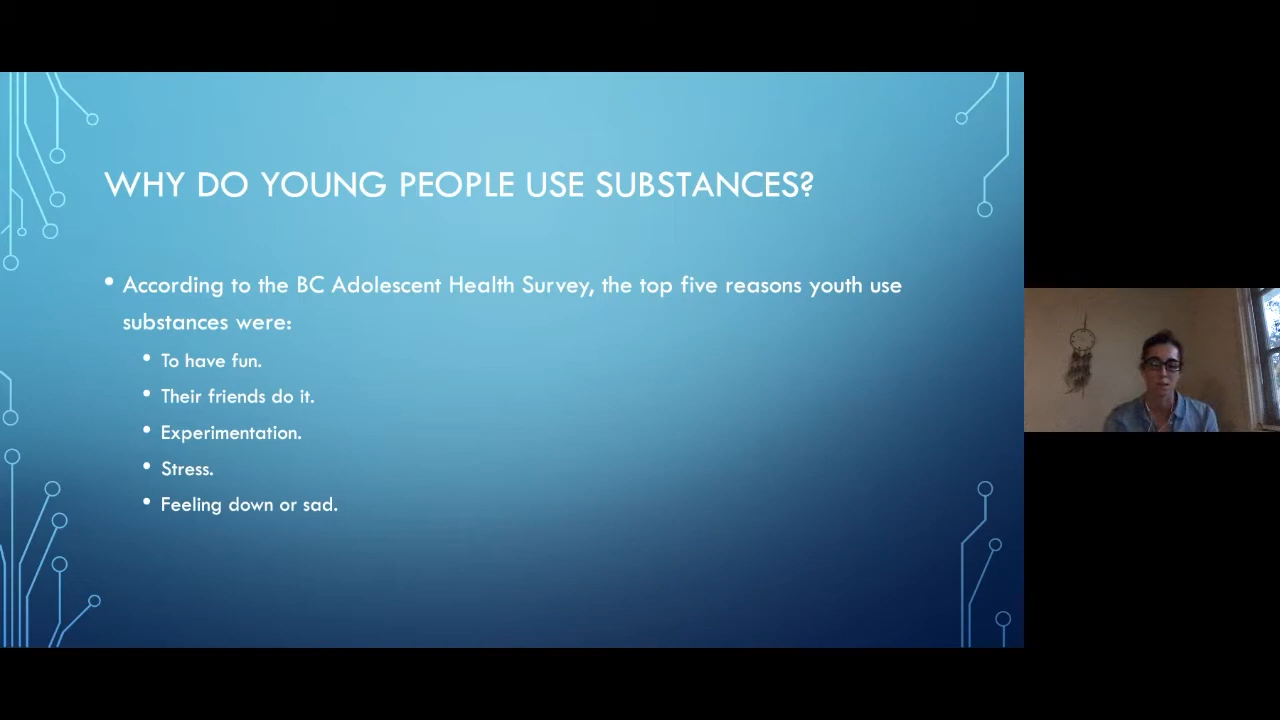 WHY DO YOUNG PEOPLE USE SUBSTANCES?
• According to the BC Adolescent Health Survey, the top five reasons youth use
substances were:
• To have fun.
• Their friends do it.
• Experimentation.
• Stress.
• Feeling down or sad.